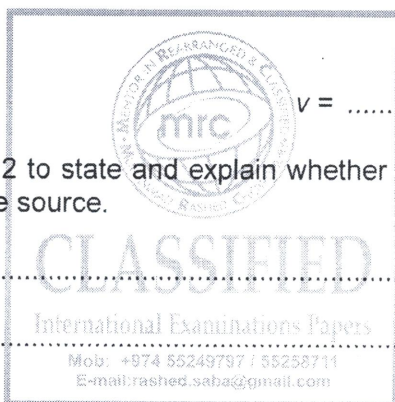 MENTOR IN REARRANGED & CLASSIFIED
mrc
v = ......
2 to state and explain whether
e source.
CLASSIFIED
International Examinations Papers
Mob: +974 55249797 / 55258711
E-mail:rashed.saba@gmail.com